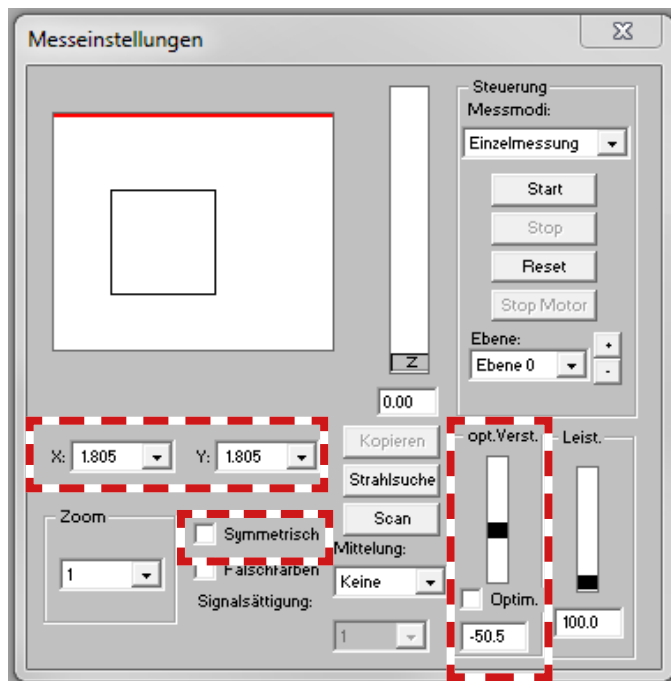 Messeinstellungen
Steuerung
Messmodi:
Einzelmessung
Start
Stop
Reset
Stop Motor
Ebene:
Ebene 0
+
-
Z
0.00
X: 1.805 Y: 1.805
Kopieren
Strahlsuche
Scan
Mittelung:
Keine
1
Zoom
1
Symmetrisch
Falschfarben
Signalsättigung:
opt.Verst.
Optim.
-50.5
Leist.
100.0